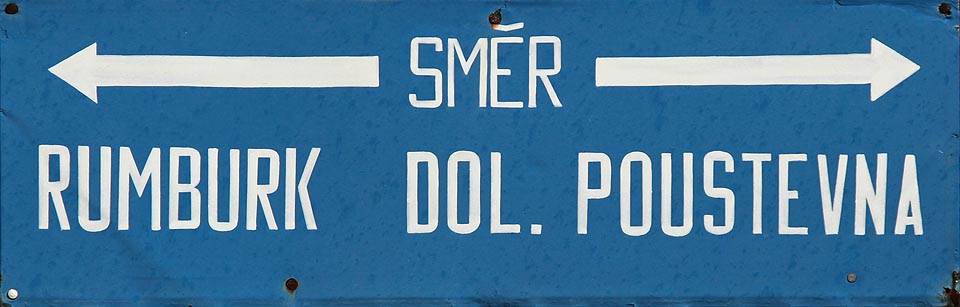 SMĚR
RUMBURK DOL. POUSTEVNA